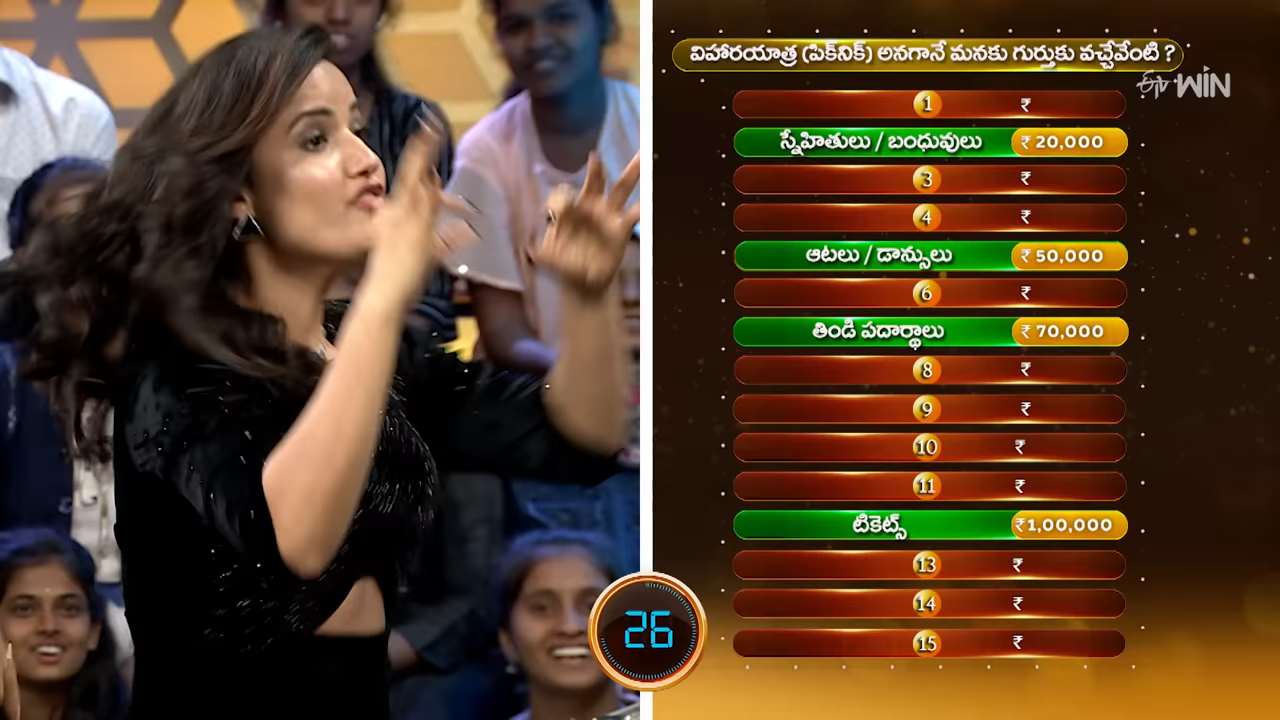 విహారయాత్ర (పిక్‌నిక్) అనగానే మనకు గుర్తుకు వచ్చేవేంటి ?
ఈటీవీ WIN
1 ₹
స్నేహితులు / బంధువులు ₹ 20,000
3 ₹
4 ₹
ఆటలు / డాన్సులు ₹ 50,000
6 ₹
తిండి పదార్థాలు ₹ 70,000
8 ₹
9 ₹
10 ₹
11 ₹
టికెట్స్ ₹1,00,000
13 ₹
14 ₹
15 ₹
26